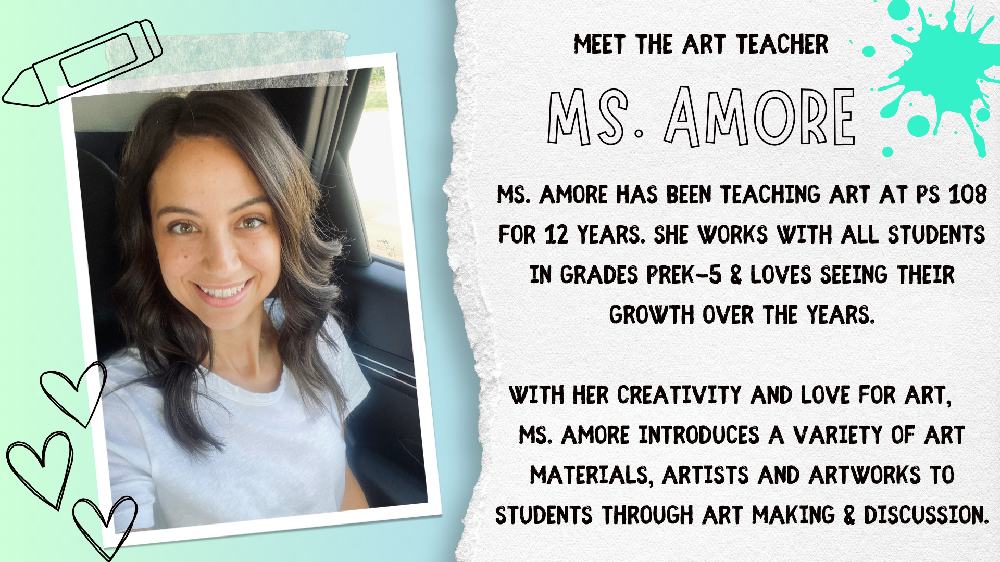 MEET THE ART TEACHER
MS. AMORE
MS. AMORE HAS BEEN TEACHING ART AT PS 108
FOR 12 YEARS. SHE WORKS WITH ALL STUDENTS
IN GRADES PREK-5 & LOVES SEEING THEIR
GROWTH OVER THE YEARS.
WITH HER CREATIVITY AND LOVE FOR ART,
MS. AMORE INTRODUCES A VARIETY OF ART
MATERIALS, ARTISTS AND ARTWORKS TO
STUDENTS THROUGH ART MAKING & DISCUSSION.